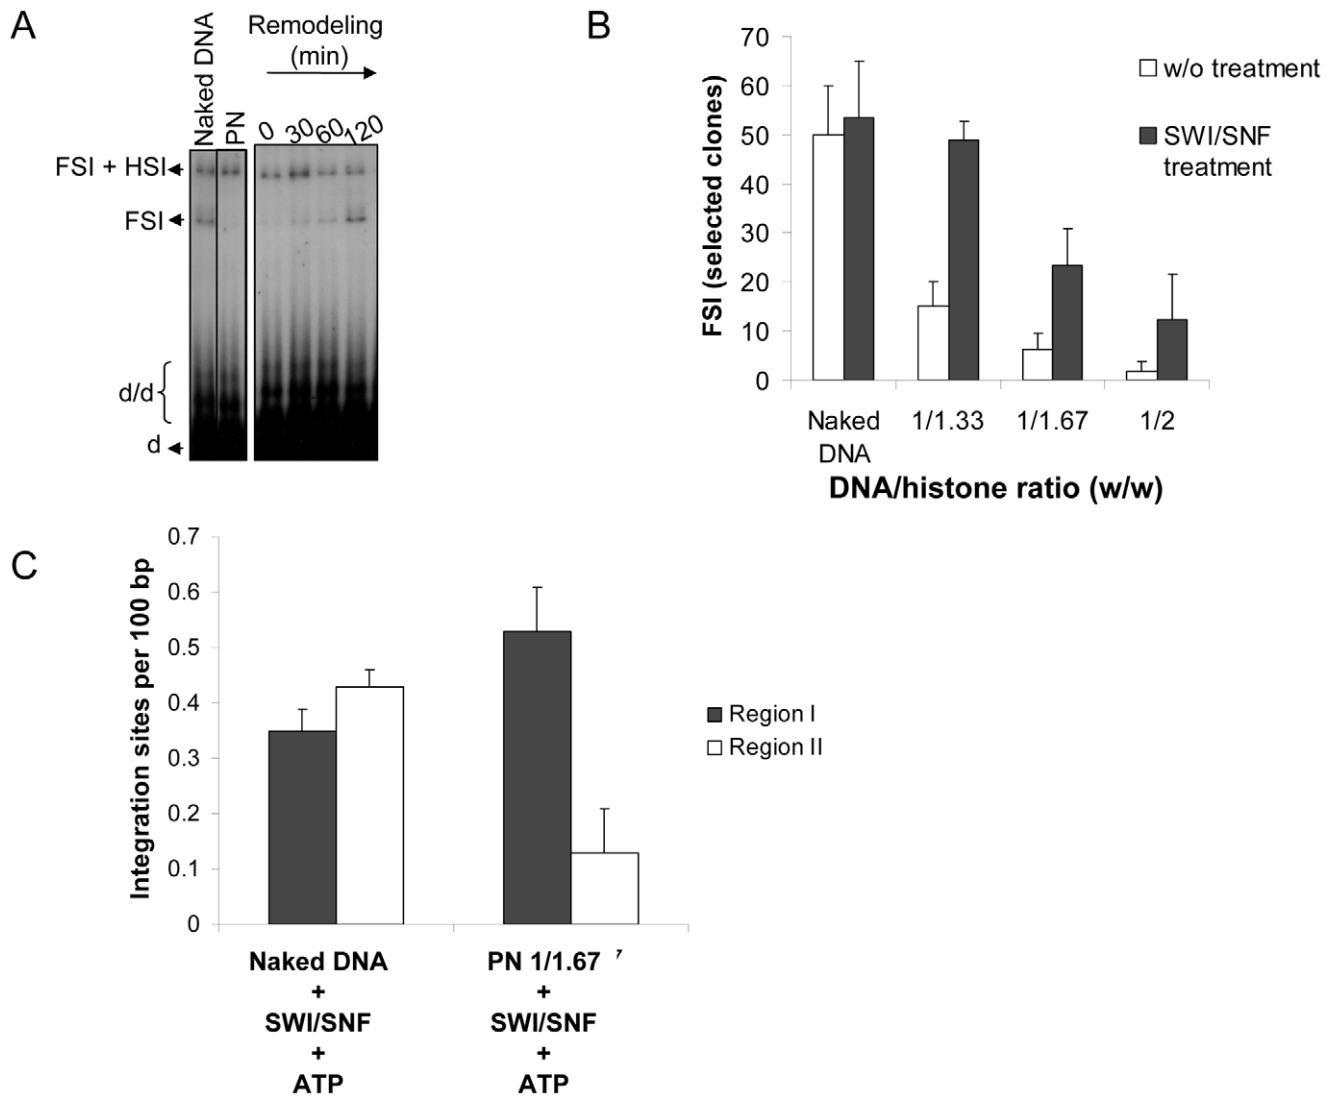 A
Naked DNA
PN
Remodeling
(min)
0
30
60
120
FSI + HSI
FSI
d/d
d
B
FSI (selected clones)
70
60
50
40
30
20
10
0
Naked
DNA
1/1.33
1/1.67
1/2
DNA/histone ratio (w/w)
w/o treatment
SWI/SNF
treatment
C
Integration sites per 100 bp
0.7
0.6
0.5
0.4
0.3
0.2
0.1
0
Naked DNA
+
SWI/SNF
+
ATP
PN 1/1.67
+
SWI/SNF
+
ATP
Region I
Region II